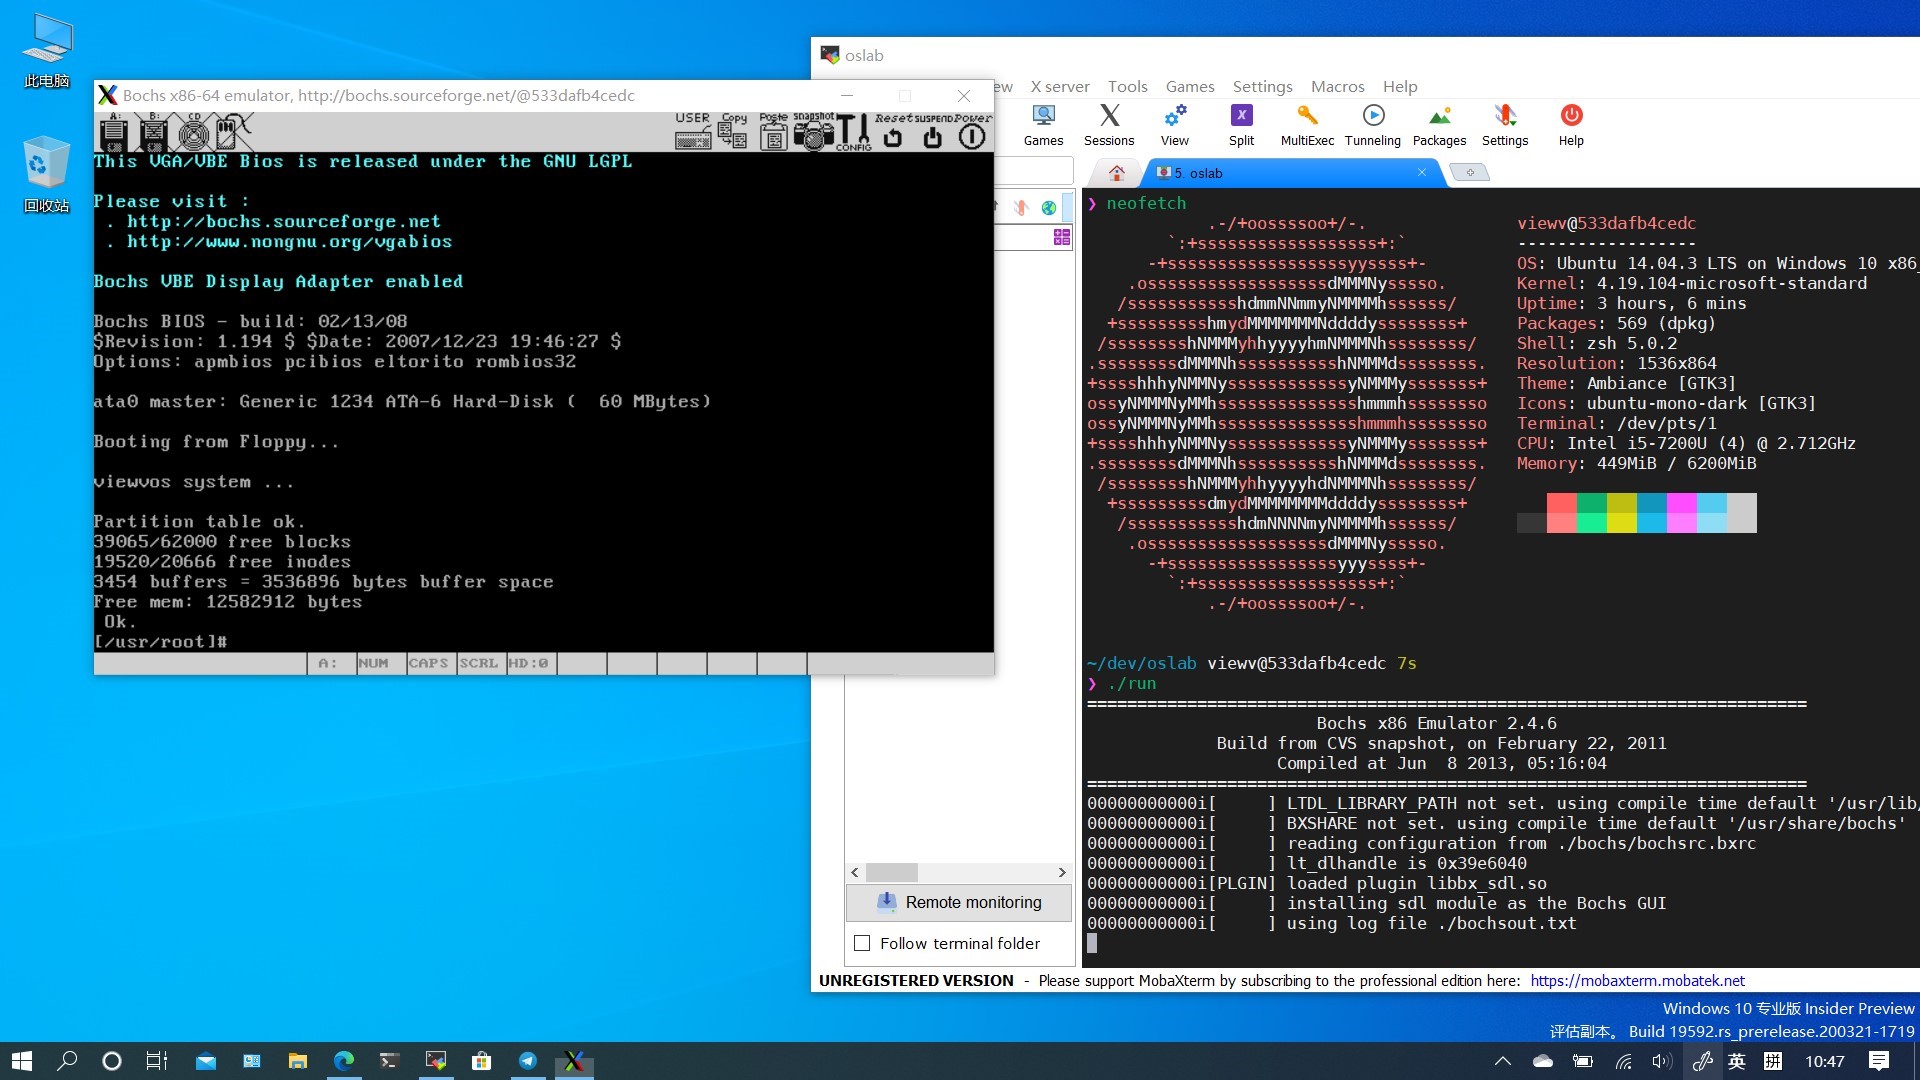 此电脑
回收站
Bochs x86-64 emulator, http://bochs.sourceforge.net/@533dafb4cedc
A: B: CD USER Copy Paste snapshot CONFIG Reset SUSPEND Power
This VGA/VBE Bios is released under the GNU LGPL
Please visit :
. http://bochs.sourceforge.net
. http://www.nongnu.org/vgabios
Bochs VBE Display Adapter enabled
Bochs BIOS - build: 02/13/08
$Revision: 1.194 $ $Date: 2007/12/23 19:46:27 $
Options: apmbios pcibios eltorito rombios32
ata0 master: Generic 1234 ATA-6 Hard-Disk (  60 MBytes)
Booting from Floppy...
viewvos system ...
Partition table ok.
39065/62000 free blocks
19520/20666 free inodes
3454 buffers = 3536896 bytes buffer space
Free mem: 12582912 bytes
Ok.
[/usr/root]#
A: NUM CAPS SCRL HD:0
oslab
ew X server Tools Games Settings Macros Help
Games Sessions View Split MultiExec Tunneling Packages Settings Help
5. oslab
❯ neofetch
.-/+oossssoo+/-.
`:+ssssssssssssssssss+:`
-+ssssssssssssssssssyyssss+-
.ossssssssssssssssssdMMMNysssso.
/ssssssssssshdmmNNmmyNMMMMhssssss/
+ssssssssshmydMMMMMMMNddddyssssssss+
/sssssssshNMMMyhhyyyyhmNMMMNhssssssss/
.ssssssssdMMMNhsssssssssshNMMMdssssssss.
+sssshhhyNMMNyssssssssssssyNMMMysssssss+
ossyNMMMNyMMhsssssssssssssshmmmhssssssso
ossyNMMMNyMMhsssssssssssssshmmmhssssssso
+sssshhhyNMMNyssssssssssssyNMMMysssssss+
.ssssssssdMMMNhsssssssssshNMMMdssssssss.
/sssssssshNMMMyhhyyyyhdNMMMNhssssssss/
+sssssssssdmydMMMMMMMMddddyssssssss+
/ssssssssssshdmNNNNmyNMMMMhssssss/
.ossssssssssssssssssdMMMNysssso.
-+sssssssssssssssssyyyssss+-
`:+ssssssssssssssssss+:`
.-/+oossssoo+/-.
viewv@533dafb4cedc
------------------
OS: Ubuntu 14.04.3 LTS on Windows 10 x86_
Kernel: 4.19.104-microsoft-standard
Uptime: 3 hours, 6 mins
Packages: 569 (dpkg)
Shell: zsh 5.0.2
Resolution: 1536x864
Theme: Ambiance [GTK3]
Icons: ubuntu-mono-dark [GTK3]
Terminal: /dev/pts/1
CPU: Intel i5-7200U (4) @ 2.712GHz
Memory: 449MiB / 6200MiB
~/dev/oslab viewv@533dafb4cedc 7s
❯ ./run
========================================================================
Bochs x86 Emulator 2.4.6
Build from CVS snapshot, on February 22, 2011
Compiled at Jun  8 2013, 05:16:04
========================================================================
00000000000i[     ] LTDL_LIBRARY_PATH not set. using compile time default '/usr/lib/
00000000000i[     ] BXSHARE not set. using compile time default '/usr/share/bochs'
00000000000i[     ] reading configuration from ./bochs/bochsrc.bxrc
00000000000i[     ] lt_dlhandle is 0x39e6040
00000000000i[PLGIN] loaded plugin libbx_sdl.so
00000000000i[     ] installing sdl module as the Bochs GUI
00000000000i[     ] using log file ./bochsout.txt
Remote monitoring
Follow terminal folder
UNREGISTERED VERSION - Please support MobaXterm by subscribing to the professional edition here: https://mobaxterm.mobatek.net
Windows 10 专业版 Insider Preview
评估副本。 Build 19592.rs_prerelease.200321-1719
英 拼 10:47